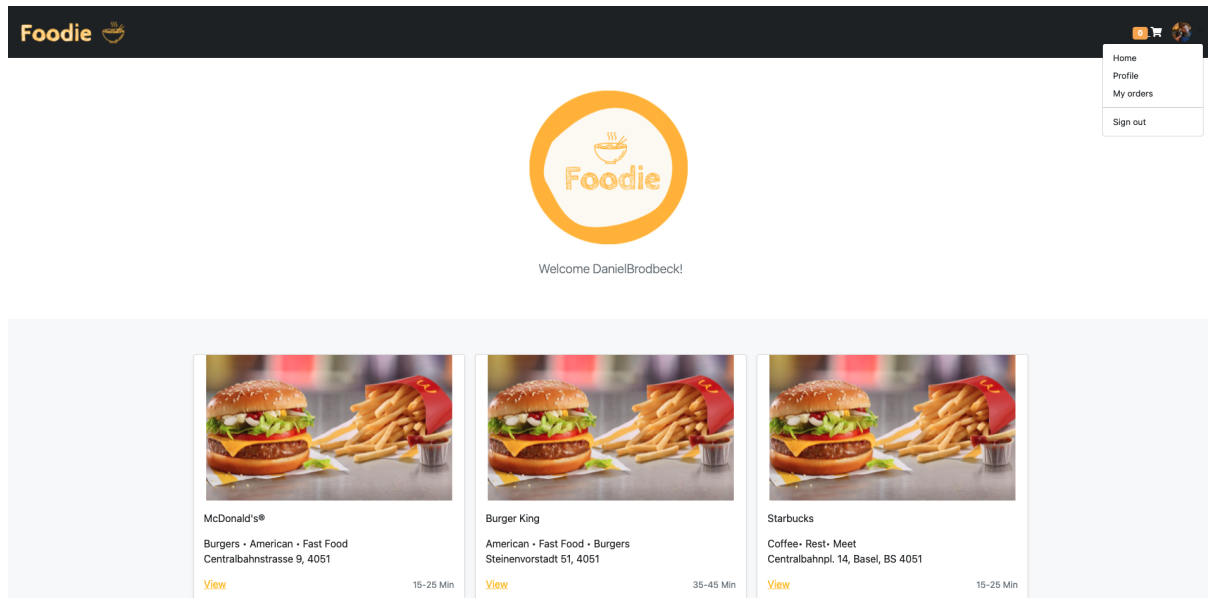 Foodie
0
Home
Profile
My orders
Sign out
Foodie
Welcome DanielBrodbeck!
McDonald's®
Burgers • American • Fast Food
Centralbahnstrasse 9, 4051
View
15-25 Min
Burger King
American • Fast Food • Burgers
Steinenvorstadt 51, 4051
View
35-45 Min
Starbucks
Coffee• Rest• Meet
Centralbahnpl. 14, Basel, BS 4051
View
15-25 Min